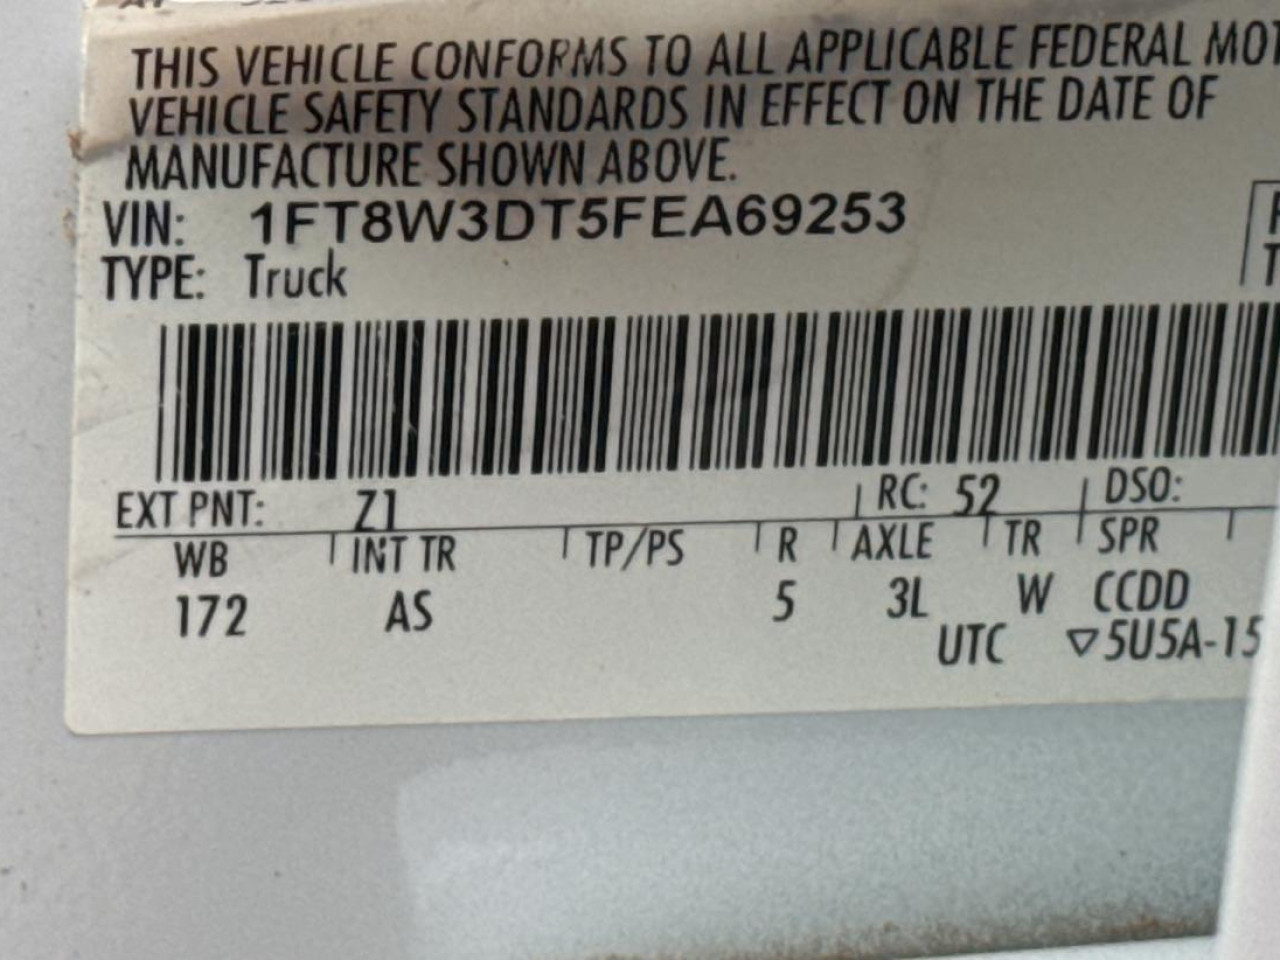 THIS VEHICLE CONFORMS TO ALL APPLICABLE FEDERAL
VEHICLE SAFETY STANDARDS IN EFFECT ON THE DATE OF
MANUFACTURE SHOWN ABOVE.
VIN: 1FT8W3DT5FEA69253
TYPE: Truck
EXT PNT: Z1 RC: 52 DSO:
WB INT TR TP/PS R AXLE TR SPR
172 AS 5 3L W CCDD
UTC ▽5U5A-15